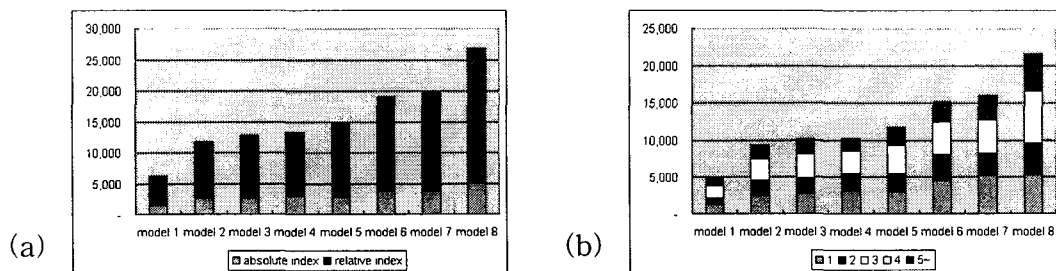 30,000
25,000
20,000
15,000
10,000
5,000
-
model 1 model 2 model 3 model 4 model 5 model 6 model 7 model 8
absolute index relative index
(a)
25,000
20,000
15,000
10,000
5,000
-
model 1 model 2 model 3 model 4 model 5 model 6 model 7 model 8
1 2 3 4 5~
(b)